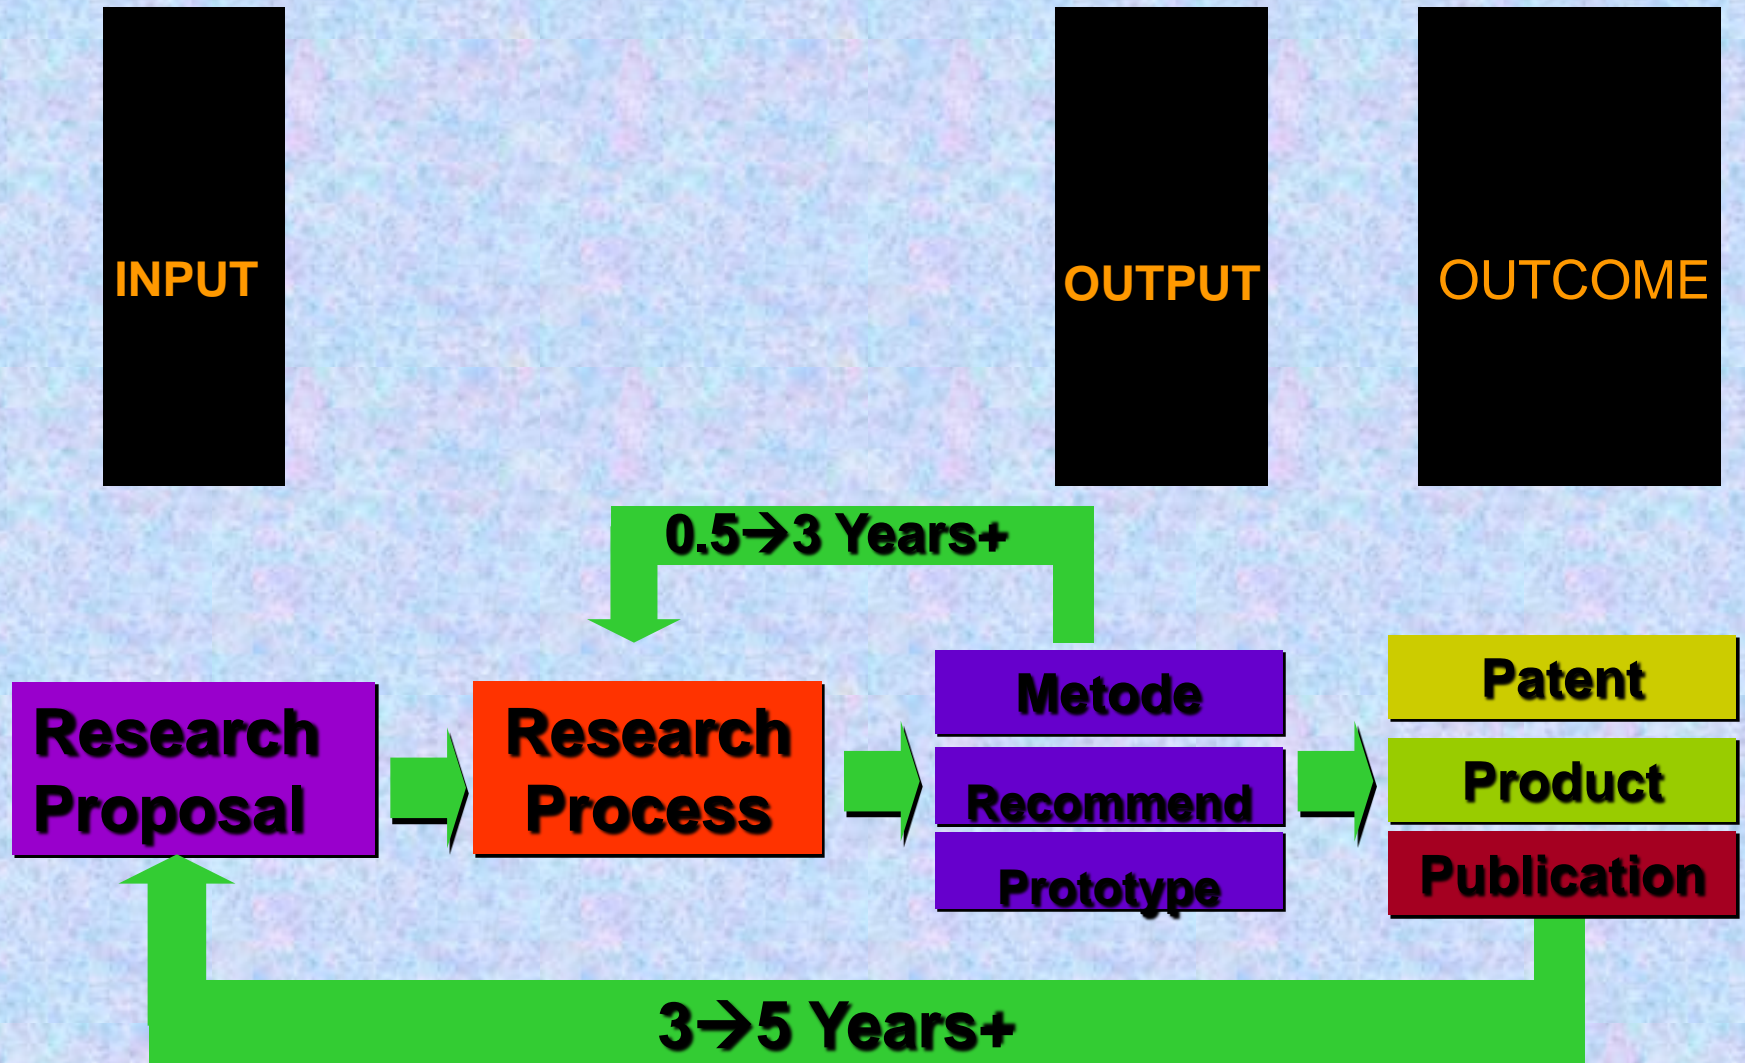 INPUT
OUTPUT
OUTCOME
0.5→3 Years+
Research
Proposal
Research
Process
Metode
Recommend
Prototype
Patent
Product
Publication
3→5 Years+